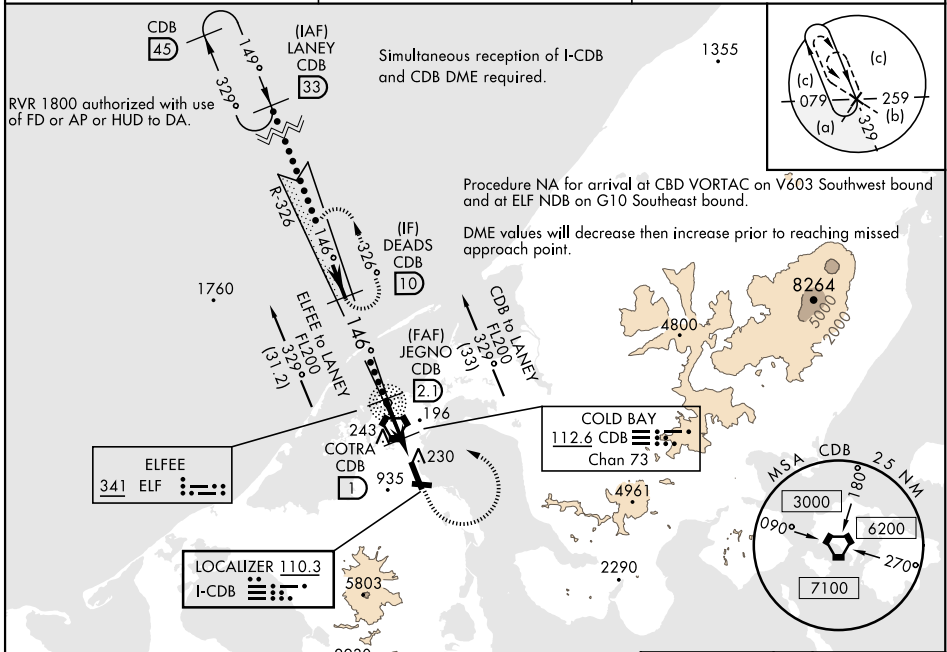 CDB
45
149°
329°
(IAF)
LANEY
CDB
33
Simultaneous reception of I-CDB
and CDB DME required.
1355
(c)
(c)
079
259
(a)
(b)
329
RVR 1800 authorized with use
of FD or AP or HUD to DA.
R-326
146°
326°
Procedure NA for arrival at CBD VORTAC on V603 Southwest bound
and at ELF NDB on G10 Southeast bound.
DME values will decrease then increase prior to reaching missed
approach point.
(IF)
DEADS
CDB
10
1760
ELFEE to LANEY
FL200
329°
(31.2)
146°
CDB to LANEY
FL200
329°
(33)
8264
5000
2000
4800
(FAF)
JEGNO
CDB
2.1
196
243
COTRA
CDB
1
230
935
ELFEE
341 ELF
COLD BAY
112.6 CDB
Chan 73
4961
MSA CDB 25 NM
180°
3000
090°
6200
270°
7100
LOCALIZER 110.3
I-CDB
5803
2290